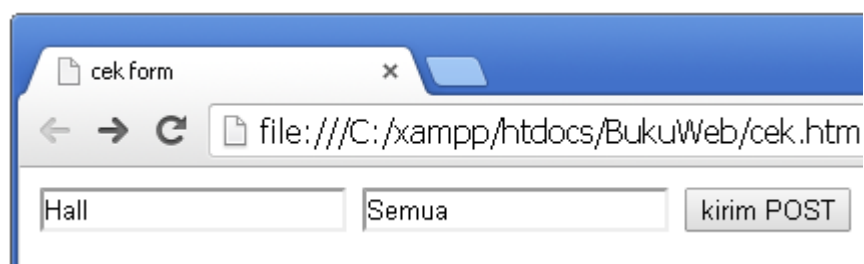 cek form
file:///C:/xampp/htdocs/BukuWeb/cek.htm
Hall Semua kirim POST